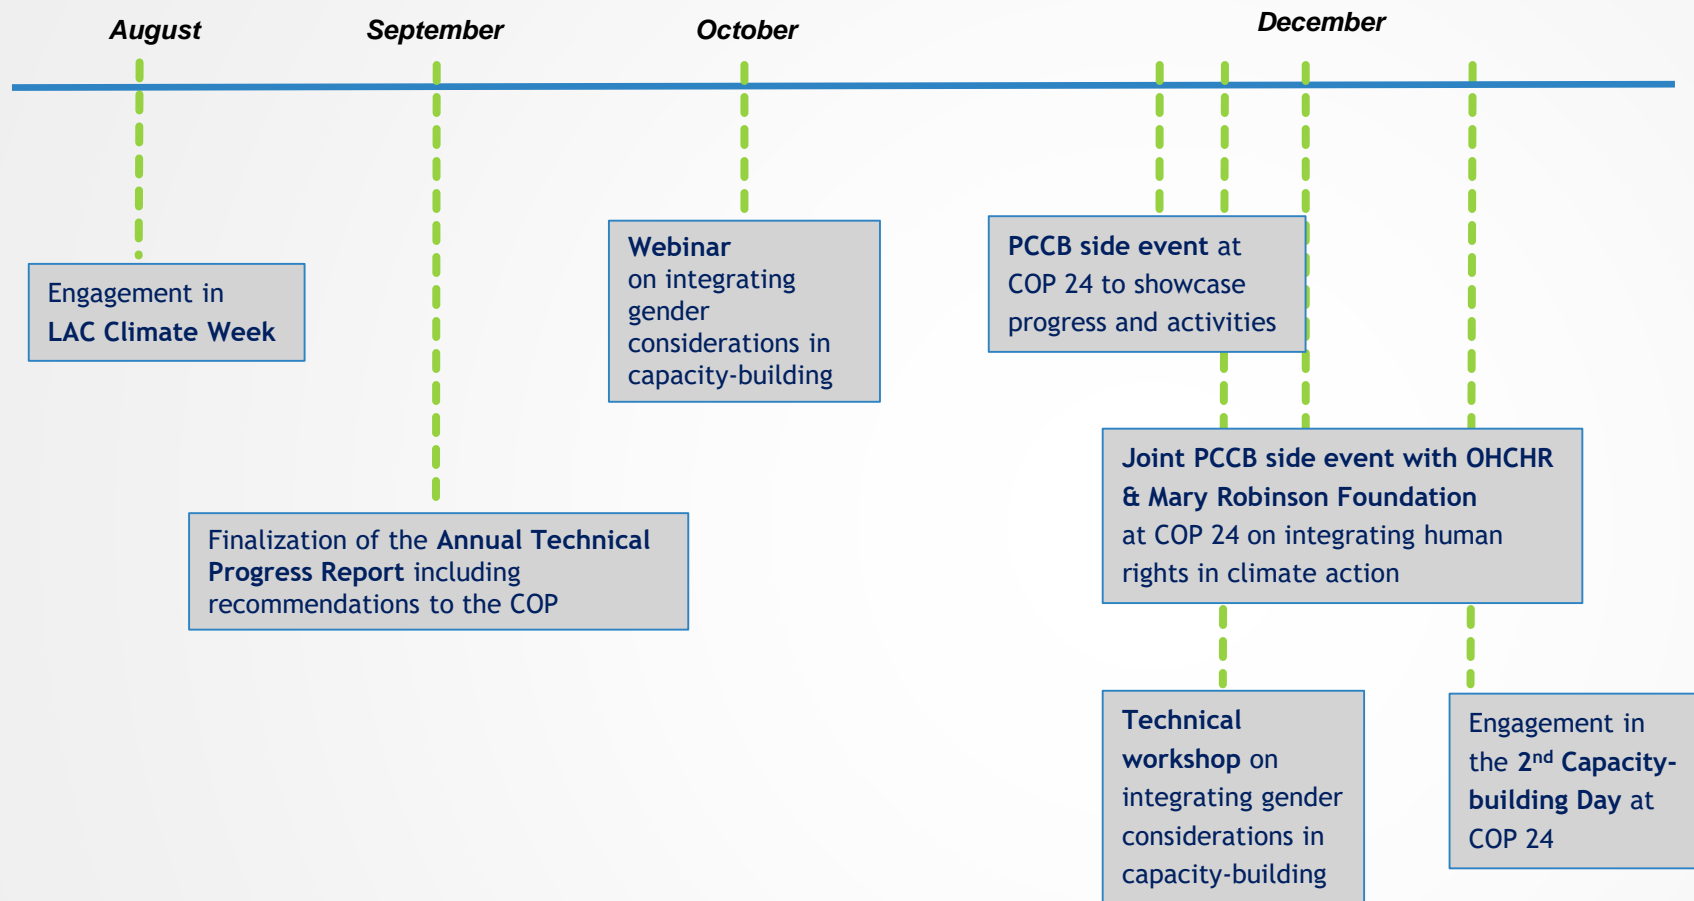 August
September
October
December
Engagement in
LAC Climate Week
Finalization of the Annual Technical
Progress Report including
recommendations to the COP
Webinar
on integrating
gender
considerations in
capacity-building
PCCB side event at
COP 24 to showcase
progress and activities
Joint PCCB side event with OHCHR
& Mary Robinson Foundation
at COP 24 on integrating human
rights in climate action
Technical
workshop on
integrating gender
considerations in
capacity-building
Engagement in
the 2nd Capacity-
building Day at
COP 24